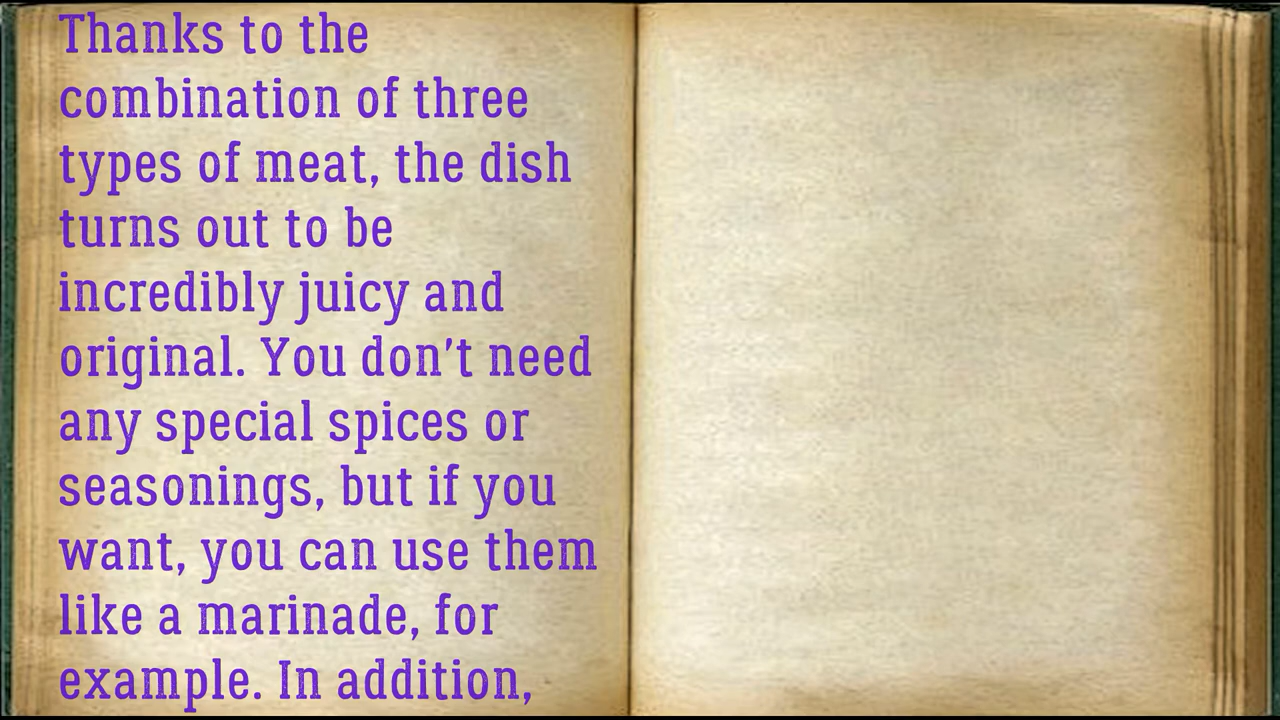 Thanks to the
combination of three
types of meat, the dish
turns out to be
incredibly juicy and
original. You don't need
any special spices or
seasonings, but if you
want, you can use them
like a marinade, for
example. In addition,